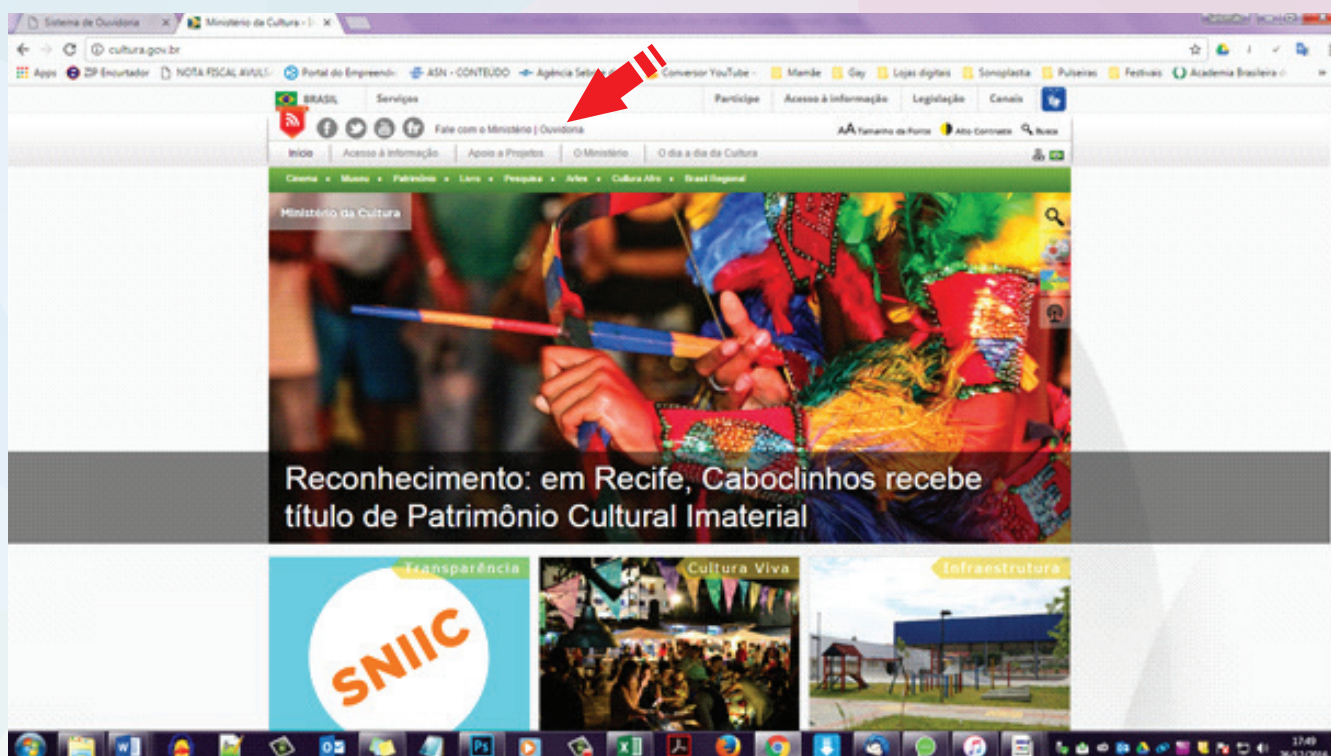 Sistema de Ouvidoria
Ministério da Cultura -
cultura.gov.br
Apps ZIP Encurtador NOTA FISCAL AVULS Portal do Empreend ASN - CONTEÚDO Agência Conversor YouTube - Mamãe Gay Lojas digitais Sonoplastia Pulseiras Festivais Academia Brasileira d
BRASIL Serviços Participe Acesso à informação Legislação Canais
Fale com o Ministério | Ouvidoria AA Tamanho da Fonte Alto Contraste Busca
Início Acesso à Informação Apoio a Projetos O Ministério O dia a dia da Cultura
Cinema • Museu • Patrimônio • Livro • Pesquisa • Artes • Cultura Afro • Brasil Regional
Ministério da Cultura
Reconhecimento: em Recife, Caboclinhos recebe
título de Patrimônio Cultural Imaterial
Transparência Cultura Viva Infraestrutura
SNIIC
17:49